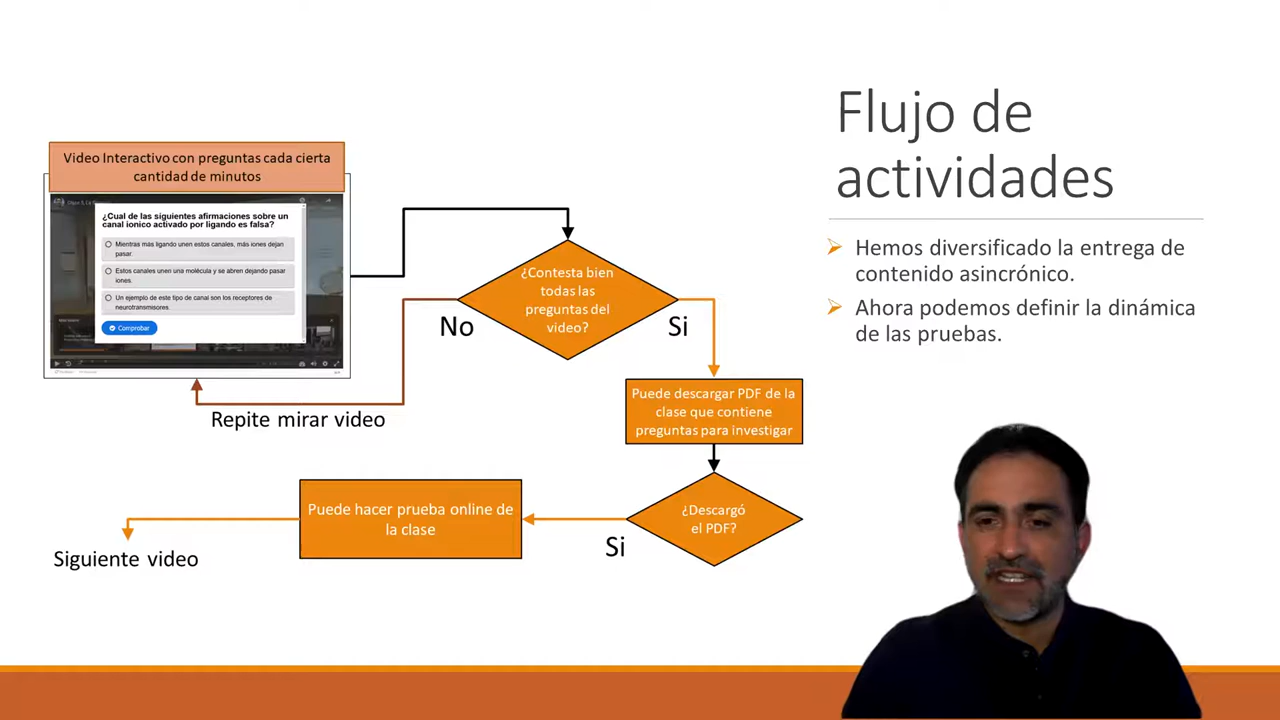 Flujo de
actividades
Hemos diversificado la entrega de
contenido asincrónico.
Ahora podemos definir la dinámica
de las pruebas.
Video Interactivo con preguntas cada cierta
cantidad de minutos
¿Cual de las siguientes afirmaciones sobre un
canal ionico activado por ligando es falsa?
Mientras mas ligando unen estos canales, más iones dejan
pasar.
Estos canales unen una molécula y se abren dejando pasar
iones.
Un ejemplo de este tipo de canal son los receptores de
neurotransmisores.
Comprobar
¿Contesta bien
todas las
preguntas del
video?
No
Si
Repite mirar video
Puede descargar PDF de la
clase que contiene
preguntas para investigar
¿Descargó
el PDF?
Si
Puede hacer prueba online de
la clase
Siguiente video